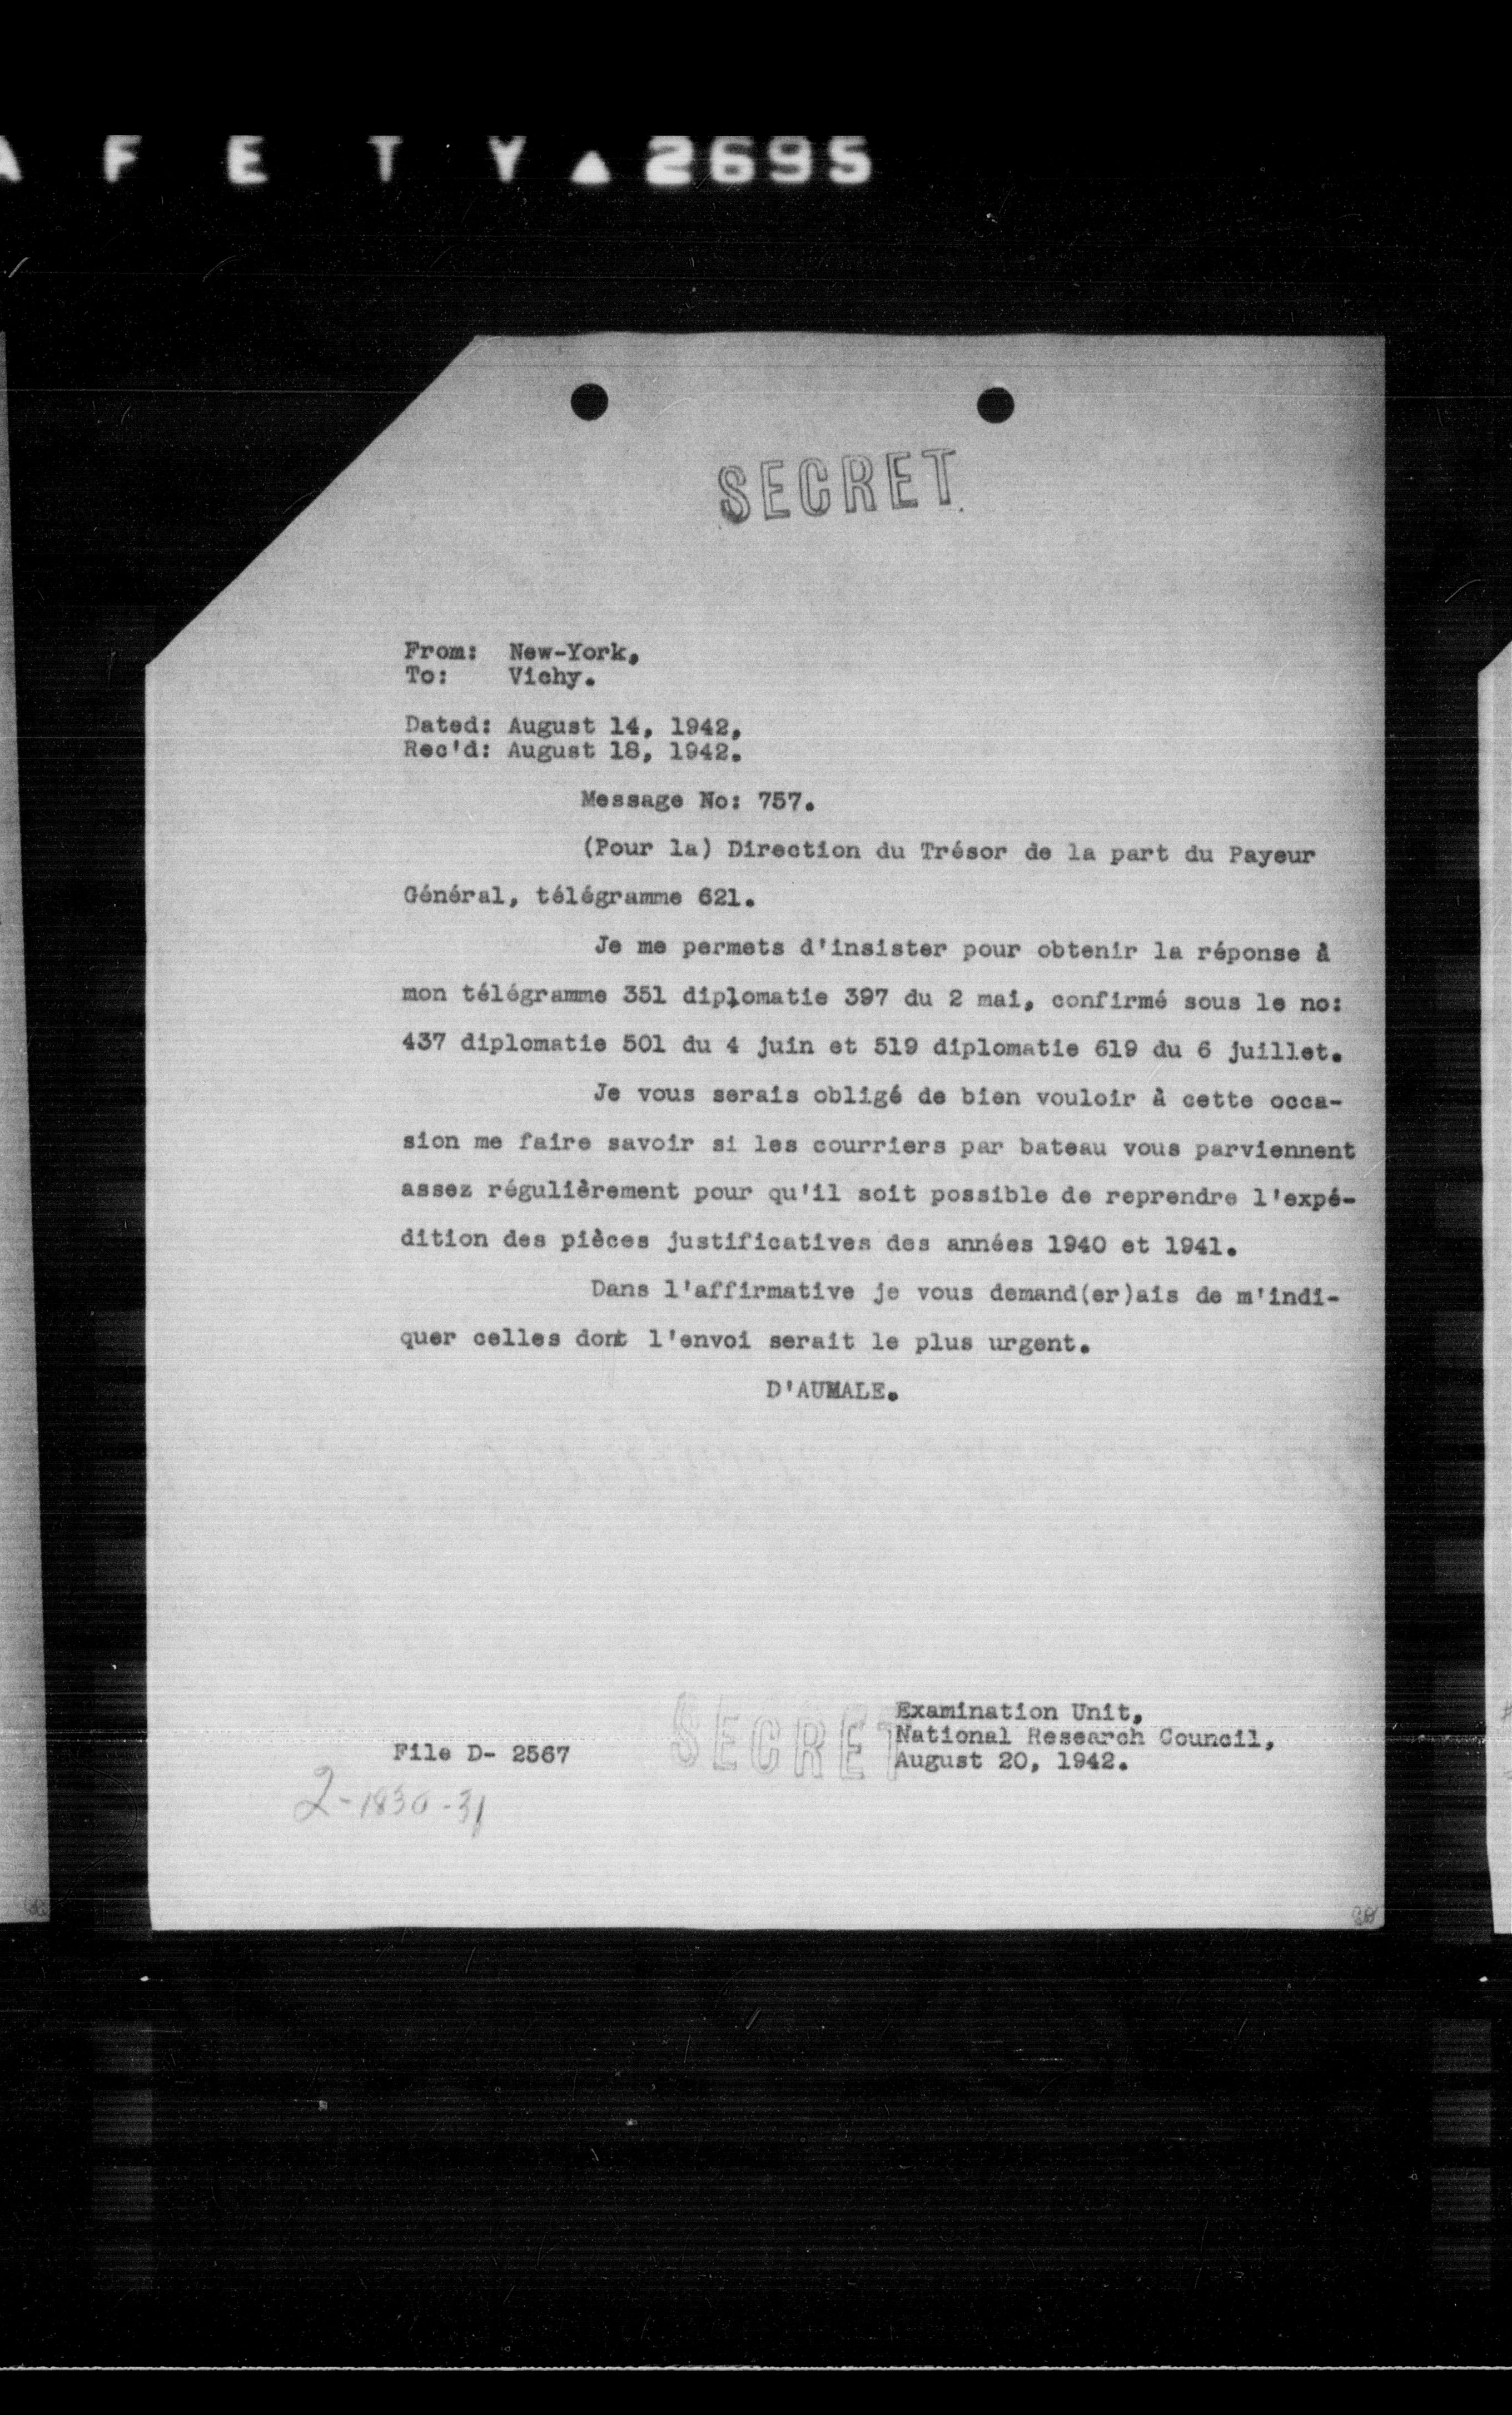 A F E T Y ▲ 2695
SECRET
From: New-York,
To: Vichy.
Dated: August 14, 1942,
Rec'd: August 18, 1942.
Message No: 757.
(Pour la) Direction du Trésor de la part du Payeur
Général, télégramme 621.
Je me permets d'insister pour obtenir la réponse à
mon télégramme 351 diplomatie 397 du 2 mai, confirmé sous le no:
437 diplomatie 501 du 4 juin et 519 diplomatie 619 du 6 juillet.
Je vous serais obligé de bien vouloir à cette occa-
sion me faire savoir si les courriers par bateau vous parviennent
assez régulièrement pour qu'il soit possible de reprendre l'expé-
dition des pièces justificatives des années 1940 et 1941.
Dans l'affirmative je vous demand(er)ais de m'indi-
quer celles dont l'envoi serait le plus urgent.
D'AUMALE.
SECRET
Examination Unit,
National Research Council,
August 20, 1942.
File D- 2567
2-1830-31